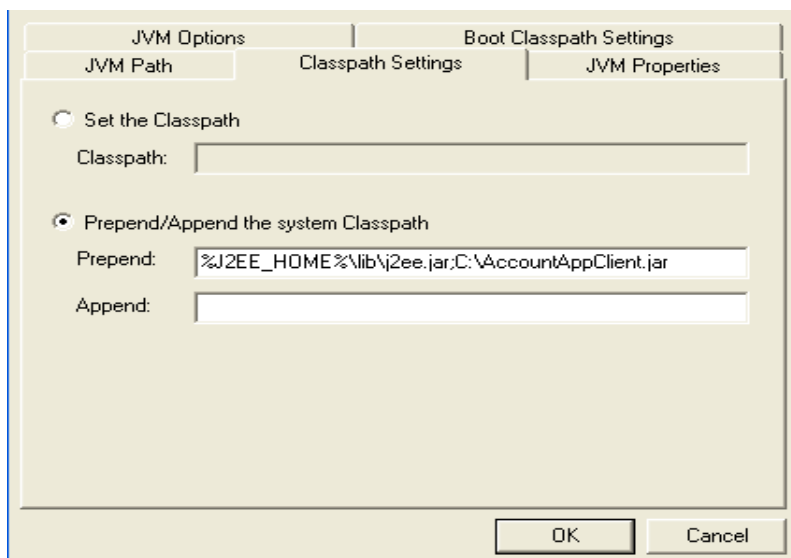 JVM Options Boot Classpath Settings
JVM Path Classpath Settings JVM Properties
Set the Classpath
Classpath:
Prepend/Append the system Classpath
Prepend: %J2EE_HOME%\lib\j2ee.jar;C:\AccountAppClient.jar
Append:
OK Cancel